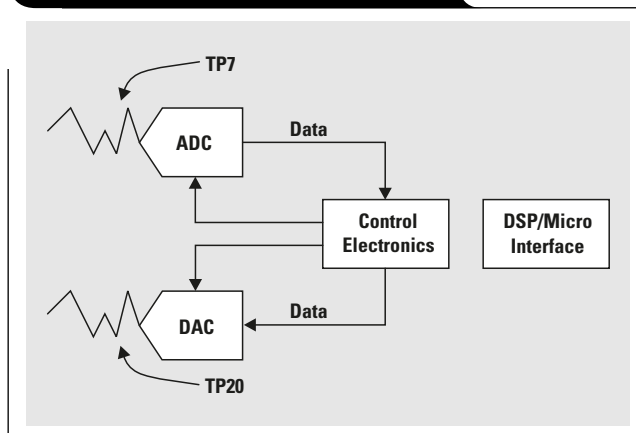 TP7
ADC
Data
Control
Electronics
DSP/Micro
Interface
DAC
Data
TP20